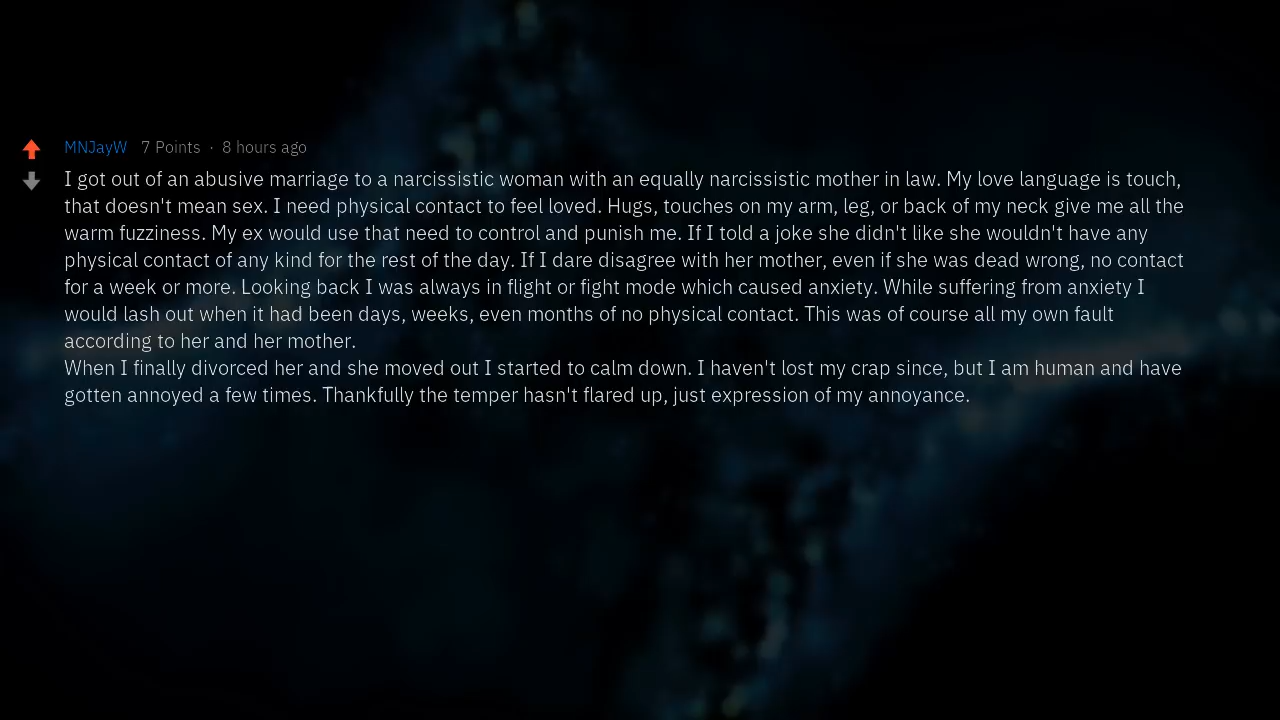 MNJayW 7 Points · 8 hours ago
I got out of an abusive marriage to a narcissistic woman with an equally narcissistic mother in law. My love language is touch,
that doesn't mean sex. I need physical contact to feel loved. Hugs, touches on my arm, leg, or back of my neck give me all the
warm fuzziness. My ex would use that need to control and punish me. If I told a joke she didn't like she wouldn't have any
physical contact of any kind for the rest of the day. If I dare disagree with her mother, even if she was dead wrong, no contact
for a week or more. Looking back I was always in flight or fight mode which caused anxiety. While suffering from anxiety I
would lash out when it had been days, weeks, even months of no physical contact. This was of course all my own fault
according to her and her mother.
When I finally divorced her and she moved out I started to calm down. I haven't lost my crap since, but I am human and have
gotten annoyed a few times. Thankfully the temper hasn't flared up, just expression of my annoyance.